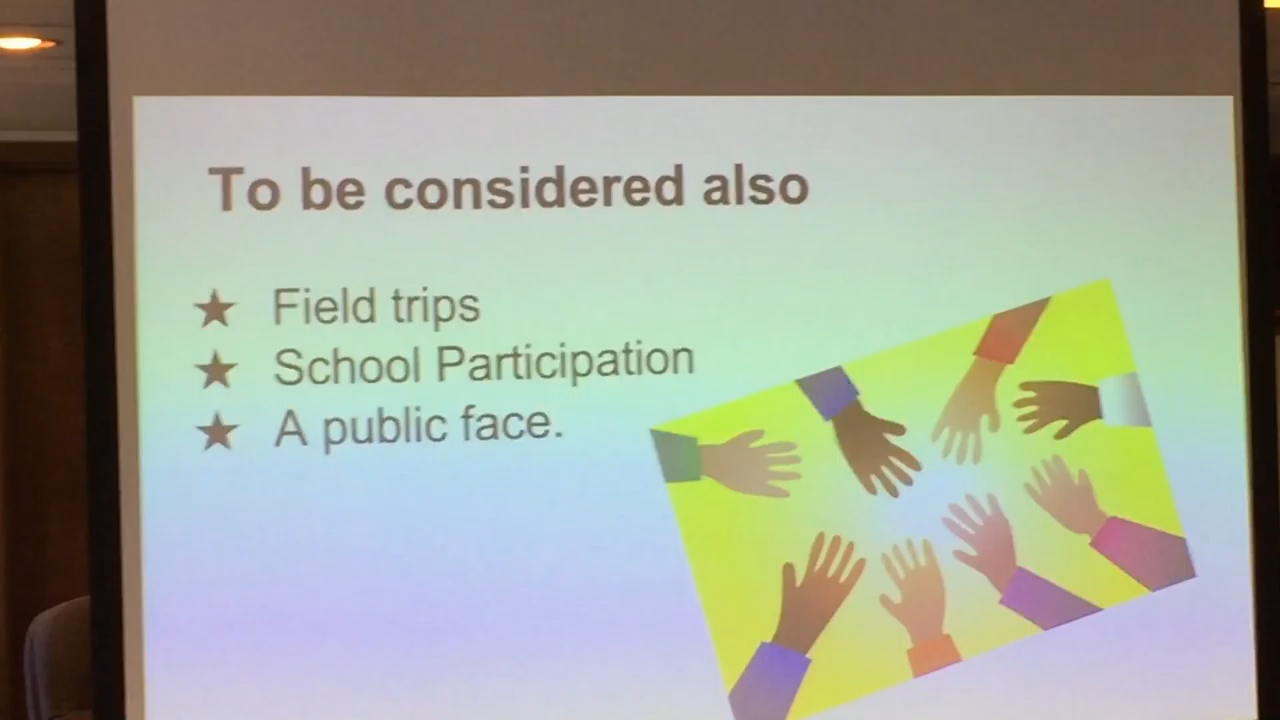 To be considered also
★ Field trips
★ School Participation
★ A public face.